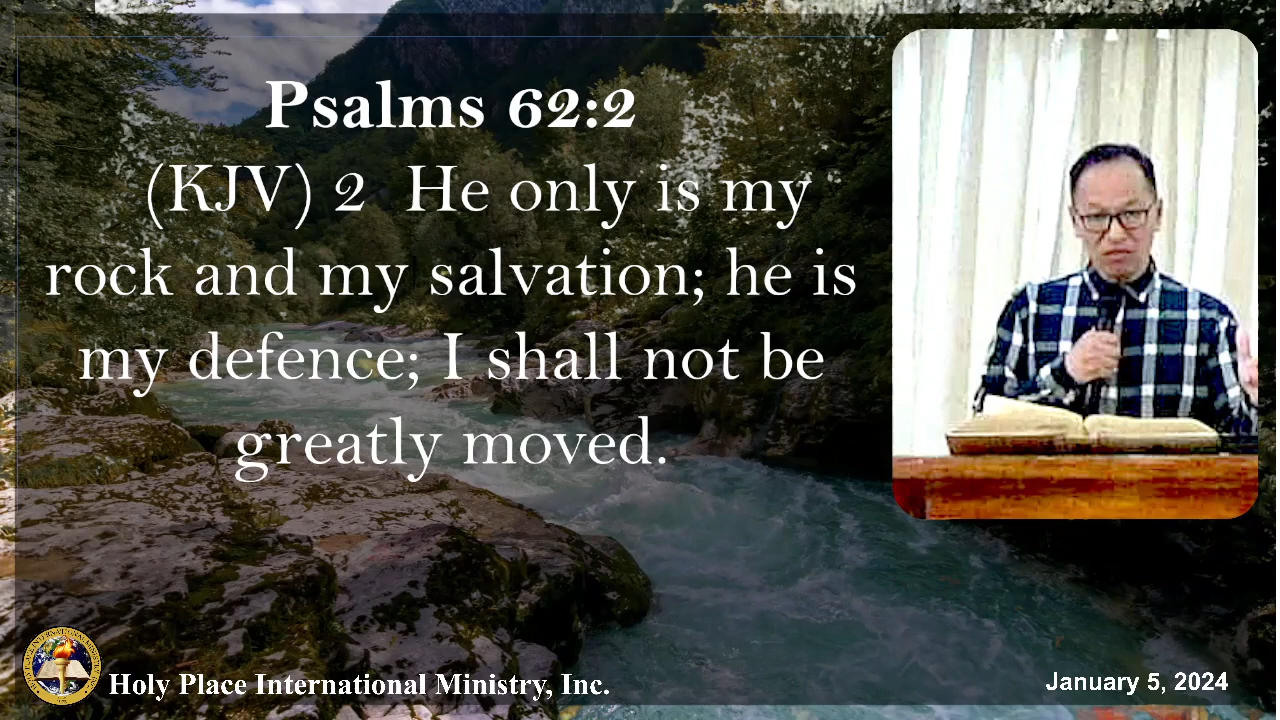 Psalms 62:2
(KJV) 2 He only is my
rock and my salvation; he is
my defence; I shall not be
greatly moved.
Holy Place International Ministry, Inc.
January 5, 2024